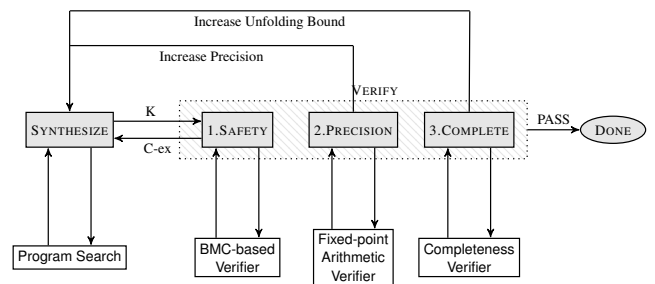 Increase Unfolding Bound
Increase Precision
VERIFY
SYNTHESIZE
K
C-ex
1.SAFETY
2.PRECISION
3.COMPLETE
PASS
DONE
Program Search
BMC-based
Verifier
Fixed-point
Arithmetic
Verifier
Completeness
Verifier